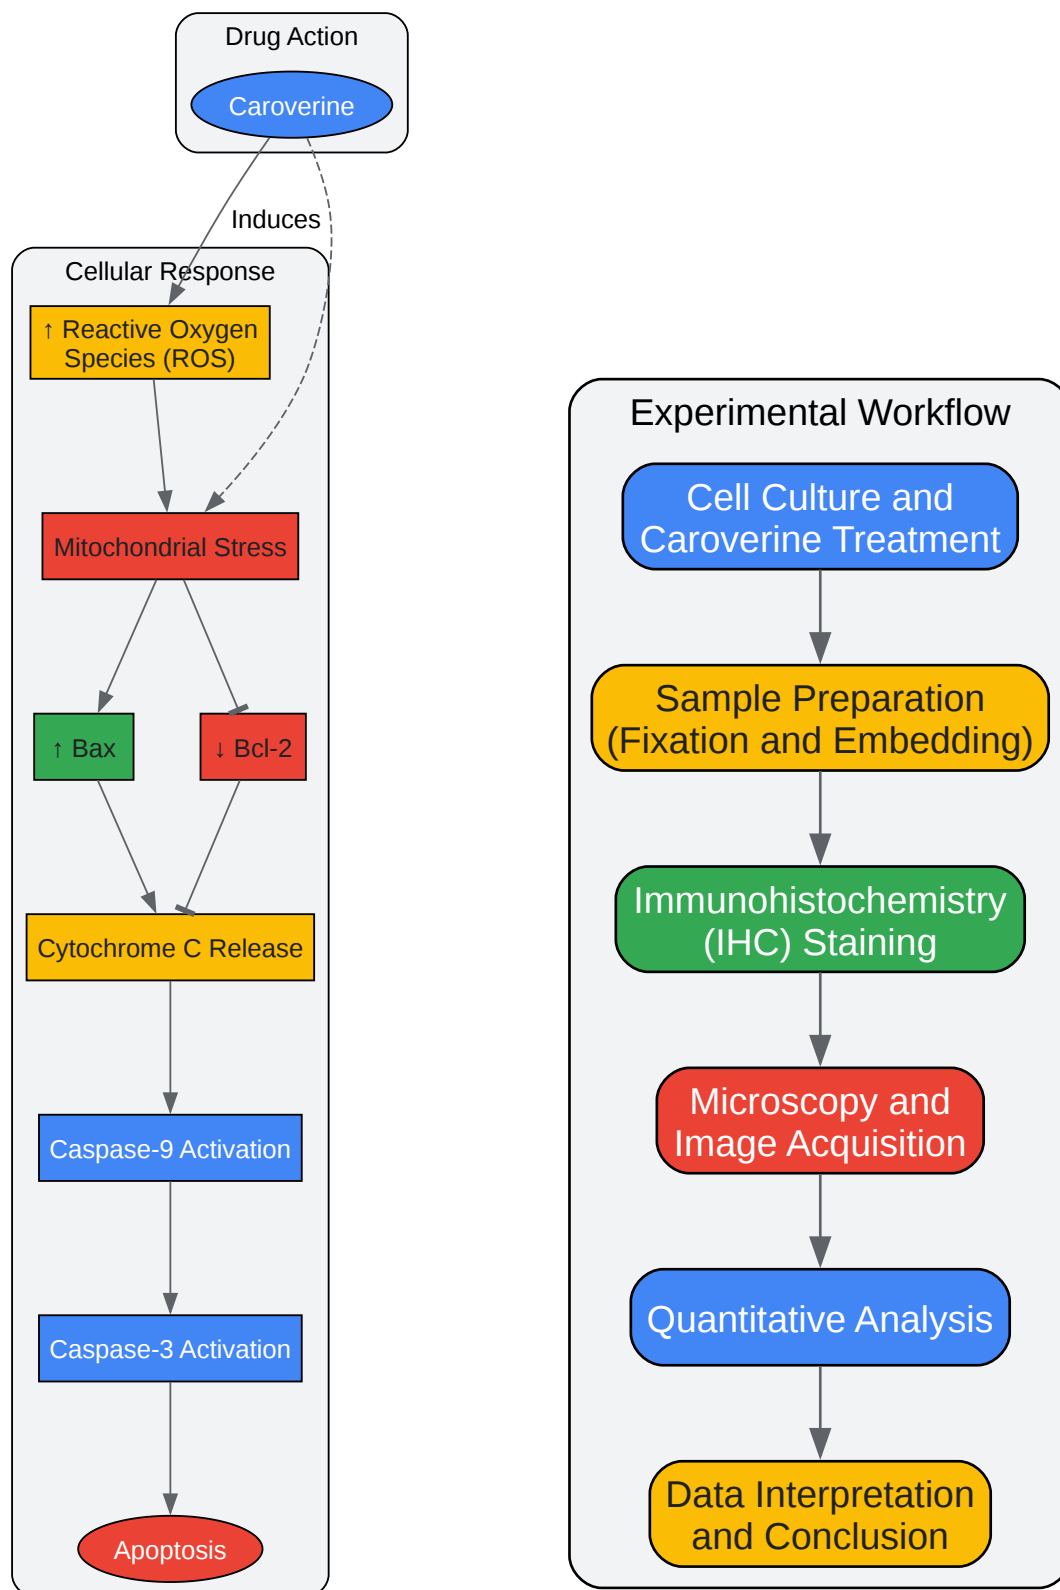 Drug Action
Caroverine
Induces
Cellular Response
↑ Reactive Oxygen
Species (ROS)
Mitochondrial Stress
↑ Bax
↓ Bcl-2
Cytochrome C Release
Caspase-9 Activation
Caspase-3 Activation
Apoptosis
Experimental Workflow
Cell Culture and
Caroverine Treatment
Sample Preparation
(Fixation and Embedding)
Immunohistochemistry
(IHC) Staining
Microscopy and
Image Acquisition
Quantitative Analysis
Data Interpretation
and Conclusion